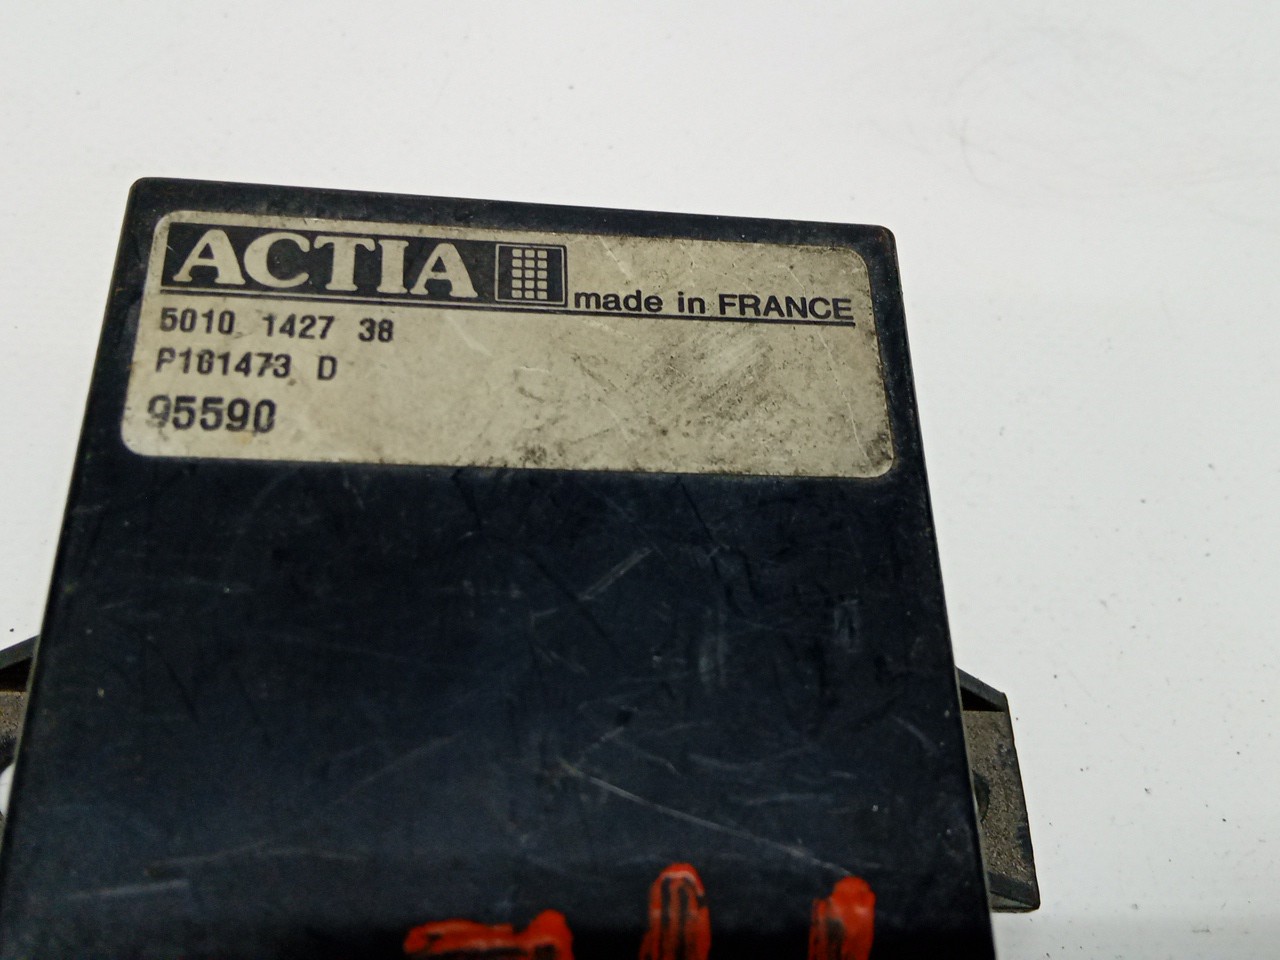 ACTIA
made in FRANCE
5010 1427 38
P101473 D
95590